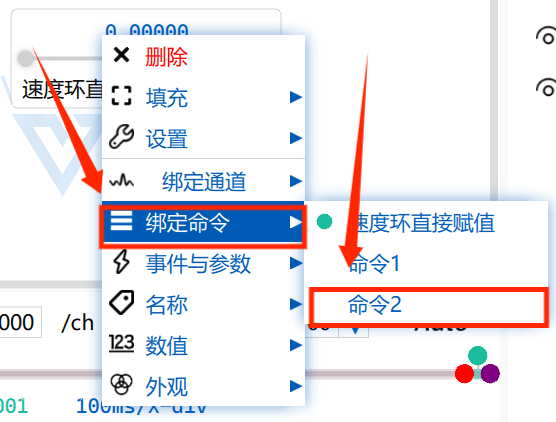 0.00000
速度环直
删除
填充
设置
绑定通道
绑定命令
速度环直接赋值
事件与参数
命令1
名称
命令2
000
/ch
Auto
123
数值
外观
001
100ms/X-div